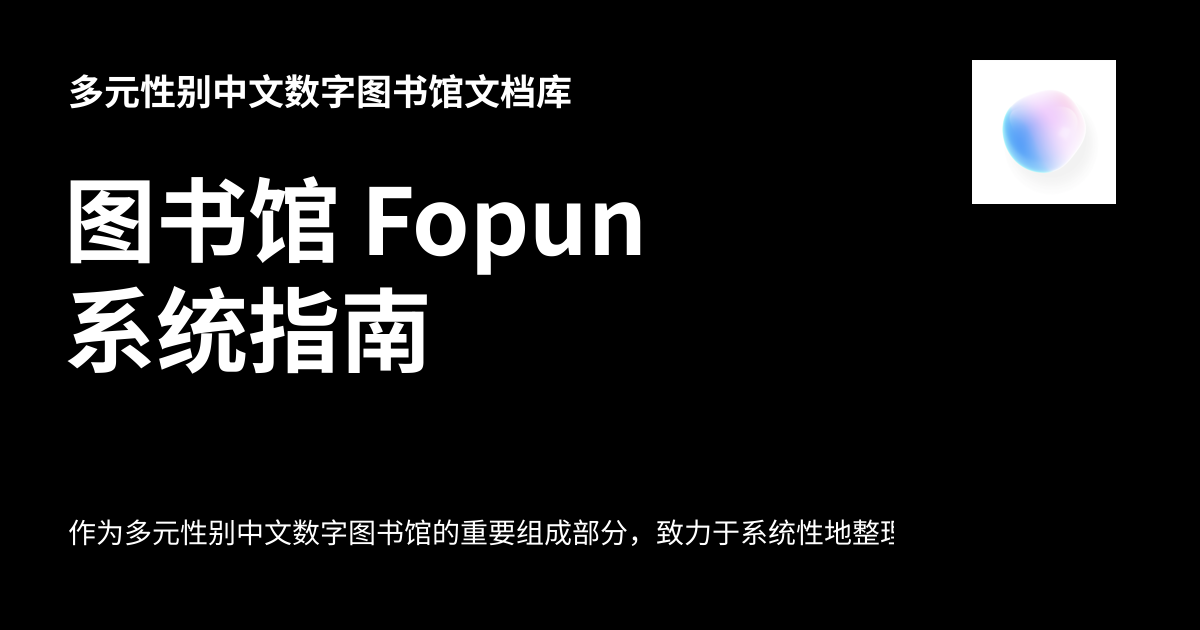 多元性别中文数字图书馆文档库
图书馆 Fopun
系统指南
作为多元性别中文数字图书馆的重要组成部分，致力于系统性地整